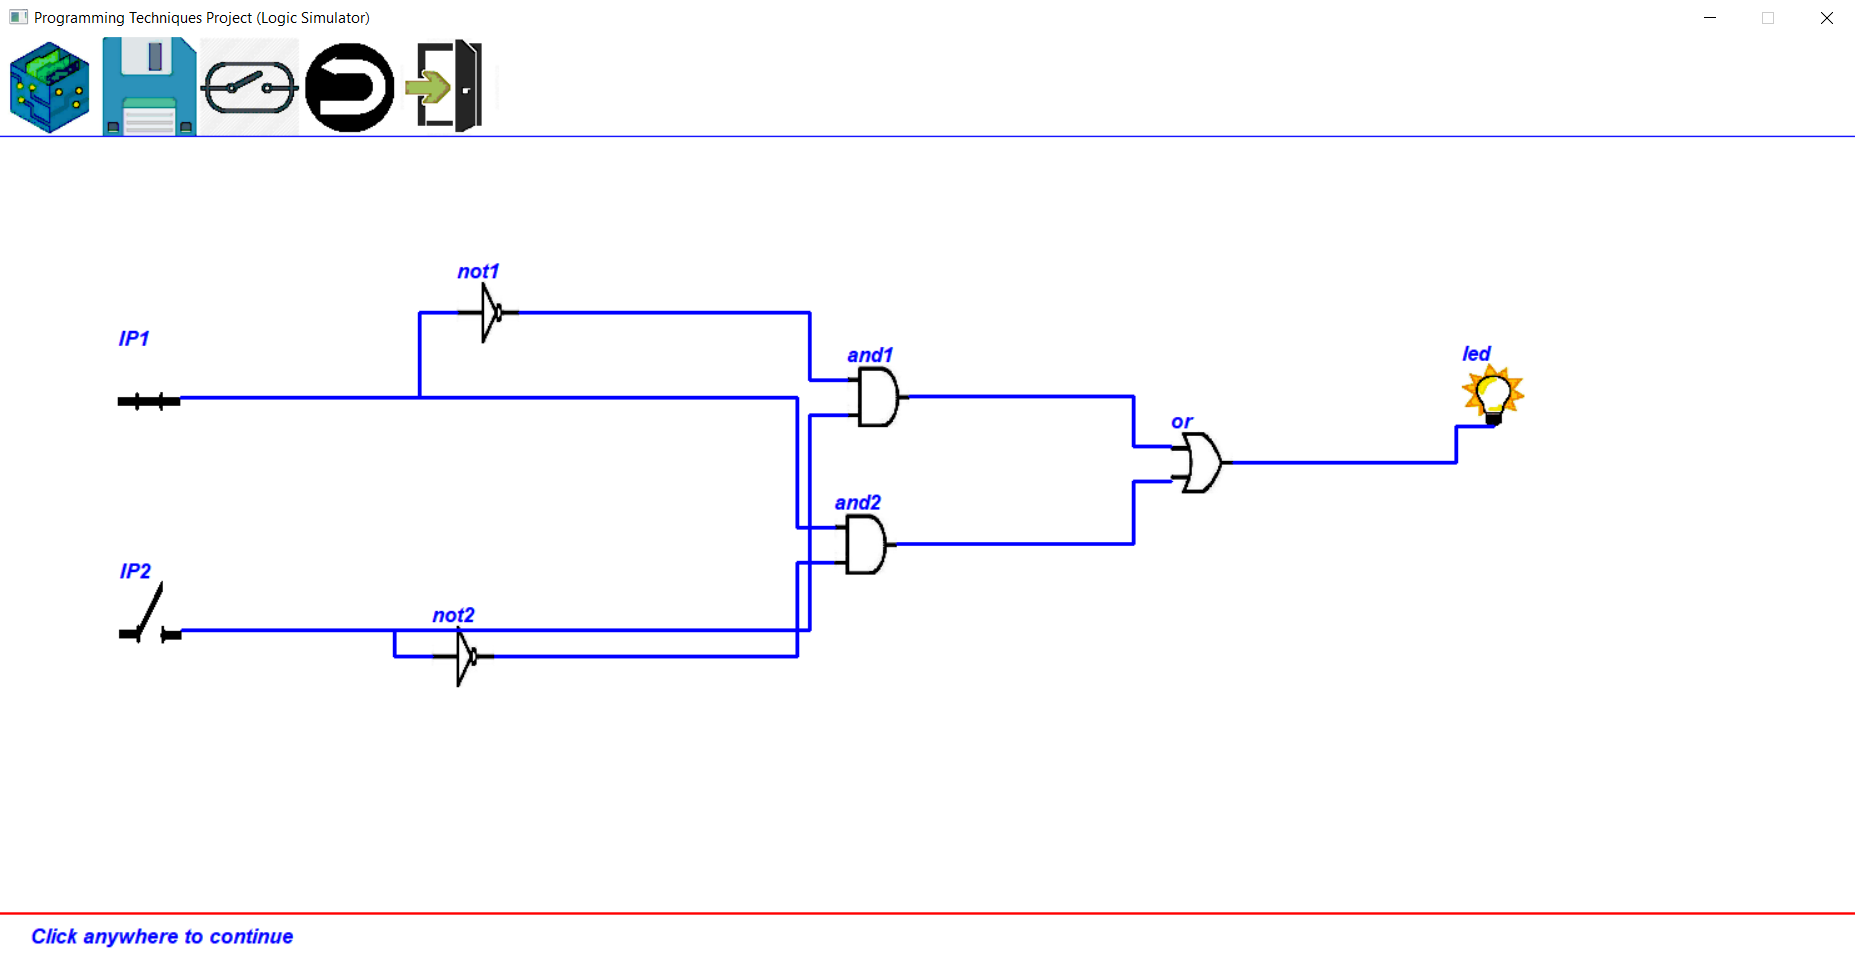 Programming Techniques Project (Logic Simulator)
not1
IP1
and1
led
or
and2
IP2
not2
Click anywhere to continue